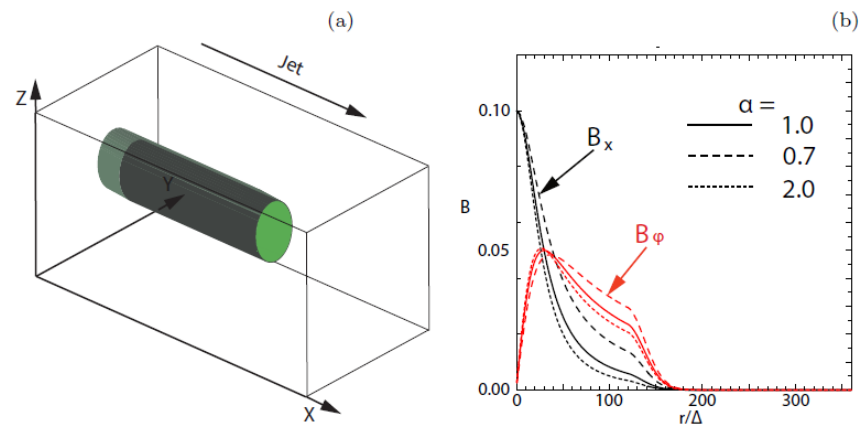 (a)
Jet
Z
Y
X
(b)
0.10
0.05
0.00
B
B x
B φ
α =
1.0
0.7
2.0
0 100 200 300
r/Δ